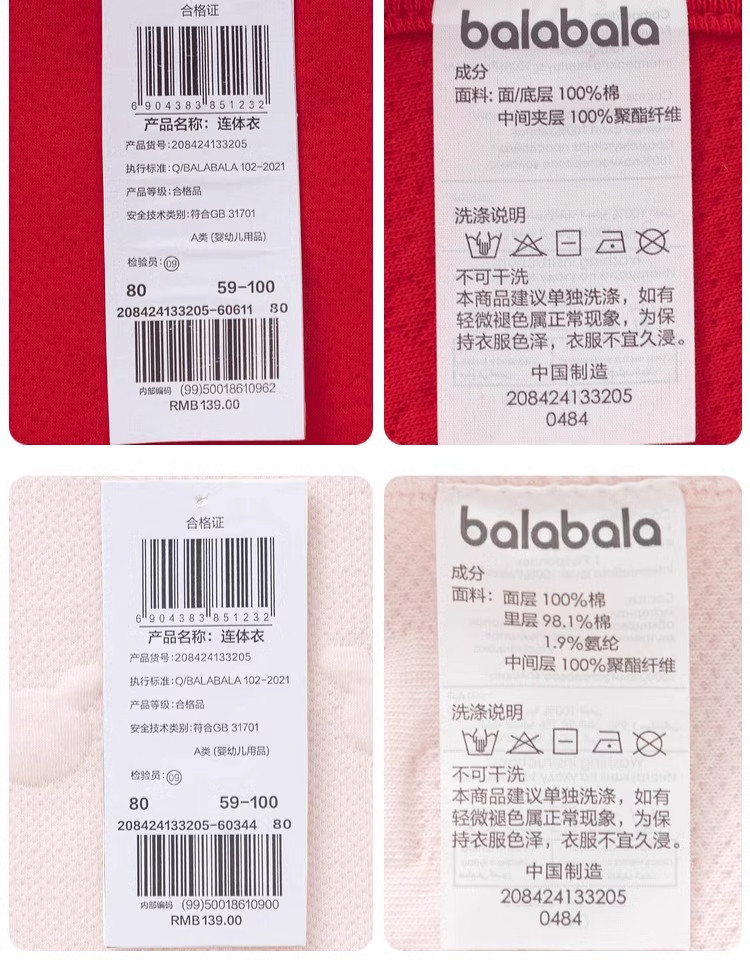 合格证
6 904383 851232
产品名称：连体衣
产品货号:208424133205
执行标准:Q/BALABALA 102-2021
产品等级:合格品
安全技术类别:符合GB 31701
A类 (婴幼儿用品)
检验员:09
80 59-100
208424133205-60611 80
内部编码 (99)50018610962
RMB139.00
balabala
成分
面料: 面/底层 100%棉
中间夹层 100%聚酯纤维
洗涤说明
不可干洗
本商品建议单独洗涤，如有
轻微褪色属正常现象，为保
持衣服色泽，衣服不宜久浸。
中国制造
208424133205
0484
合格证
6 904383 851232
产品名称：连体衣
产品货号:208424133205
执行标准:Q/BALABALA 102-2021
产品等级:合格品
安全技术类别:符合GB 31701
A类 (婴幼儿用品)
检验员:09
80 59-100
208424133205-60344 80
内部编码 (99)50018610900
RMB139.00
balabala
成分
面料: 面层 100%棉
里层 98.1%棉
1.9%氨纶
中间层 100%聚酯纤维
洗涤说明
不可干洗
本商品建议单独洗涤，如有
轻微褪色属正常现象，为保
持衣服色泽，衣服不宜久浸。
中国制造
208424133205
0484